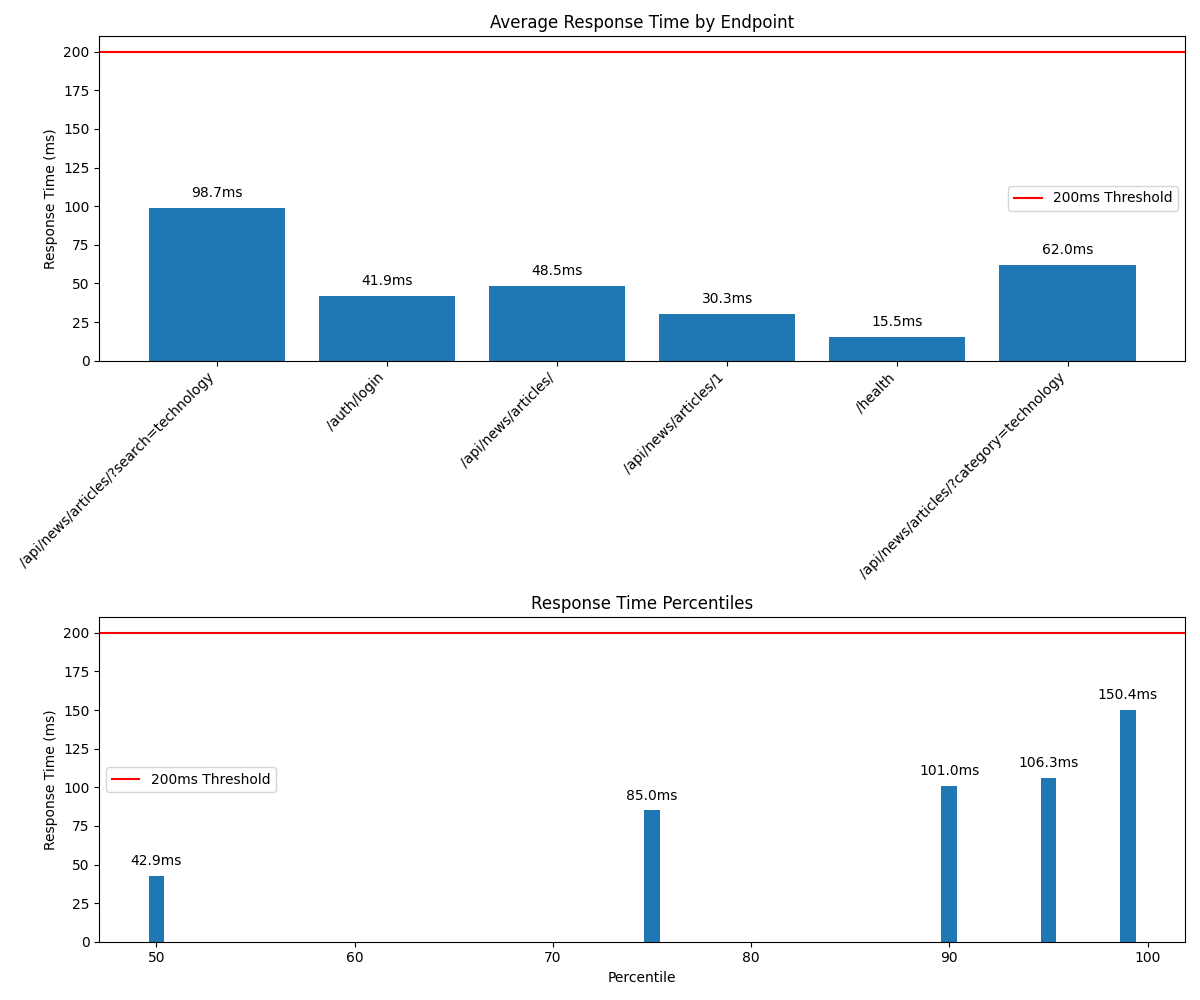 Average Response Time by Endpoint
Response Time (ms)
200
175
150
125
100
75
50
25
0
200ms Threshold
98.7ms
41.9ms
48.5ms
30.3ms
15.5ms
62.0ms
/api/news/articles/?search=technology
/auth/login
/api/news/articles/
/api/news/articles/1
/health
/api/news/articles/?category=technology
Response Time Percentiles
Response Time (ms)
200
175
150
125
100
75
50
25
0
200ms Threshold
42.9ms
85.0ms
101.0ms
106.3ms
150.4ms
50
60
70
80
90
100
Percentile